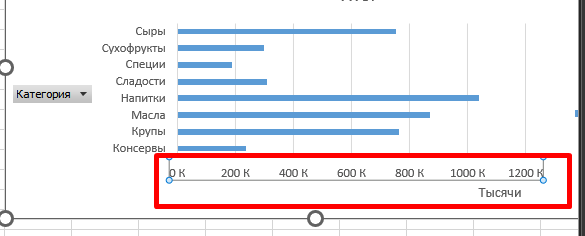 Сыры
Сухофрукты
Специи
Сладости
Категория
Напитки
Масла
Крупы
Консервы
0 К 200 К 400 К 600 К 800 К 1000 К 1200 К
Тысячи